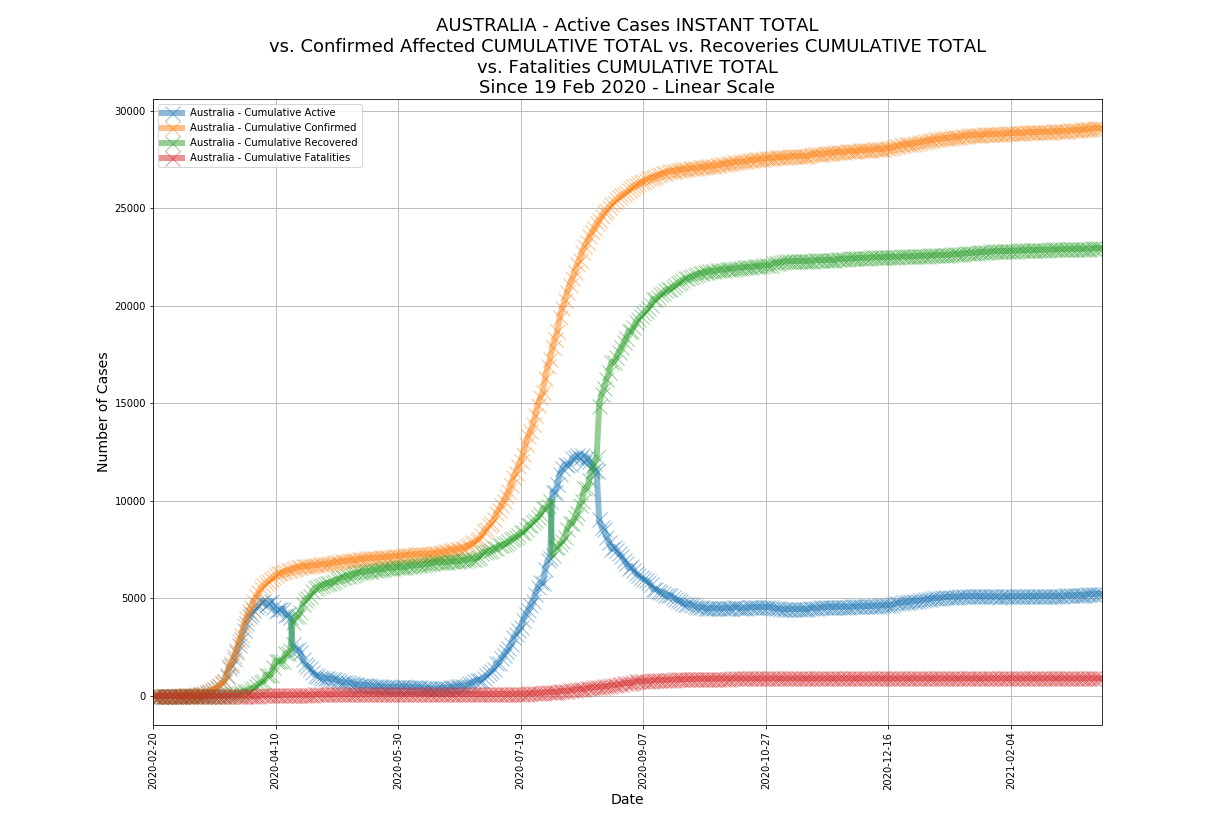 AUSTRALIA - Active Cases INSTANT TOTAL
vs. Confirmed Affected CUMULATIVE TOTAL vs. Recoveries CUMULATIVE TOTAL
vs. Fatalities CUMULATIVE TOTAL
Since 19 Feb 2020 - Linear Scale
Australia - Cumulative Active
Australia - Cumulative Confirmed
Australia - Cumulative Recovered
Australia - Cumulative Fatalities
Number of Cases
30000
25000
20000
15000
10000
5000
0
2020-02-20
2020-04-10
2020-05-30
2020-07-19
2020-09-07
2020-10-27
2020-12-16
2021-02-04
Date